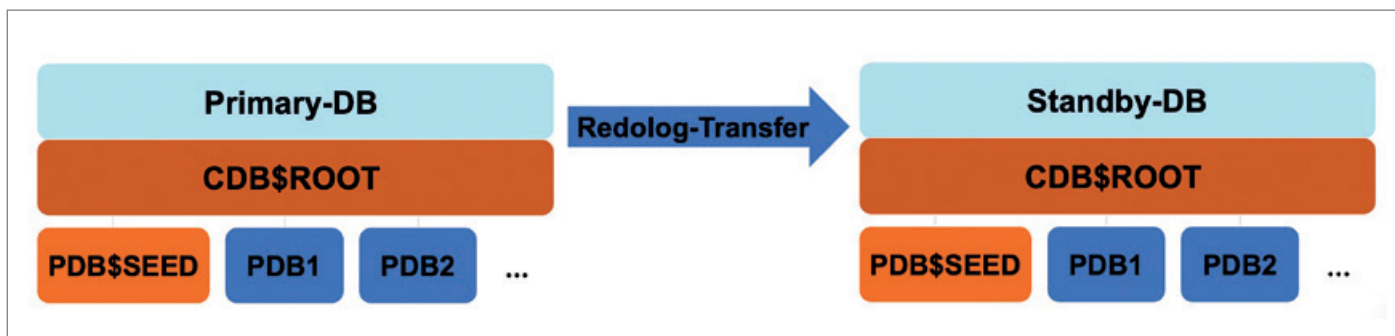 Primary-DB
Redolog-Transfer
Standby-DB
CDB$ROOT
CDB$ROOT
PDB$SEED
PDB1
PDB2
...
PDB$SEED
PDB1
PDB2
...